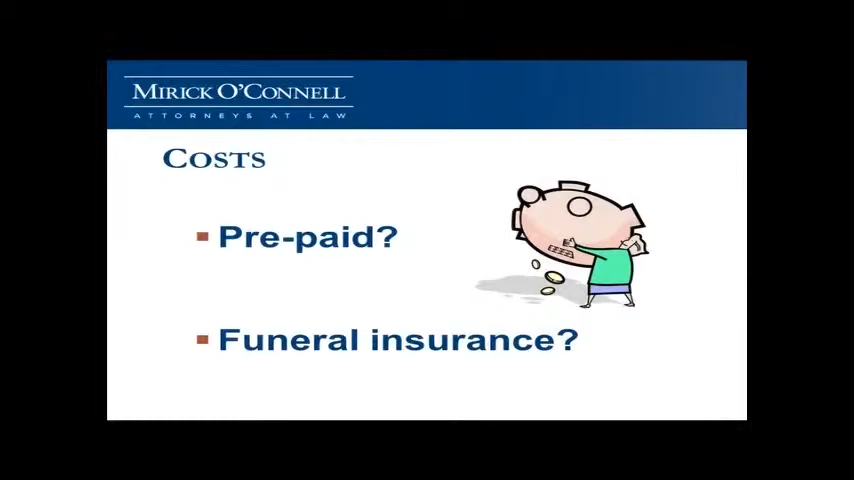 MIRICK O'CONNELL
ATTORNEYS AT LAW
COSTS
Pre-paid?
Funeral insurance?